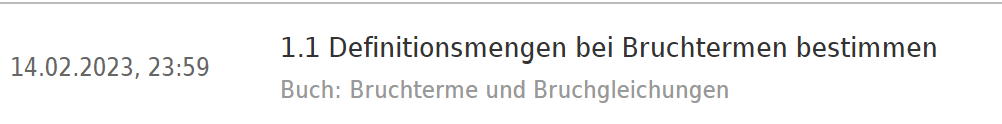 1.1 Definitionsmengen bei Bruchtermen bestimmen
14.02.2023, 23:59
Buch: Bruchterme und Bruchgleichungen